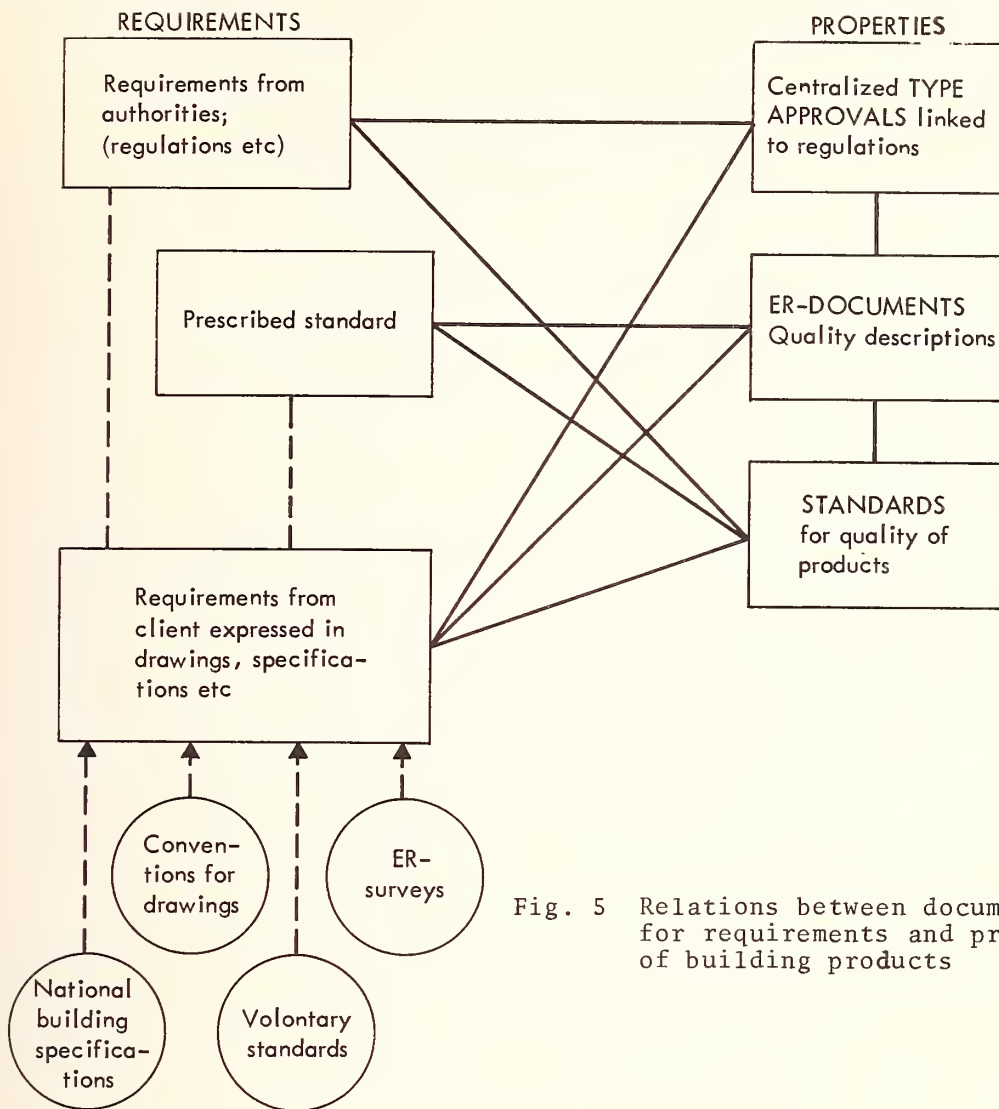 REQUIREMENTS
PROPERTIES
Requirements from
authorities;
(regulations etc)
Centralized TYPE
APPROVALS linked
to regulations
Prescribed standard
ER-DOCUMENTS
Quality descriptions
STANDARDS
for quality of
products
Requirements from
client expressed in
drawings, specifica-
tions etc
Conven-
tions for
drawings
ER-
surveys
National
building
specifica-
tions
Volontary
standards
Fig. 5 Relations between docum
for requirements and pr
of building products